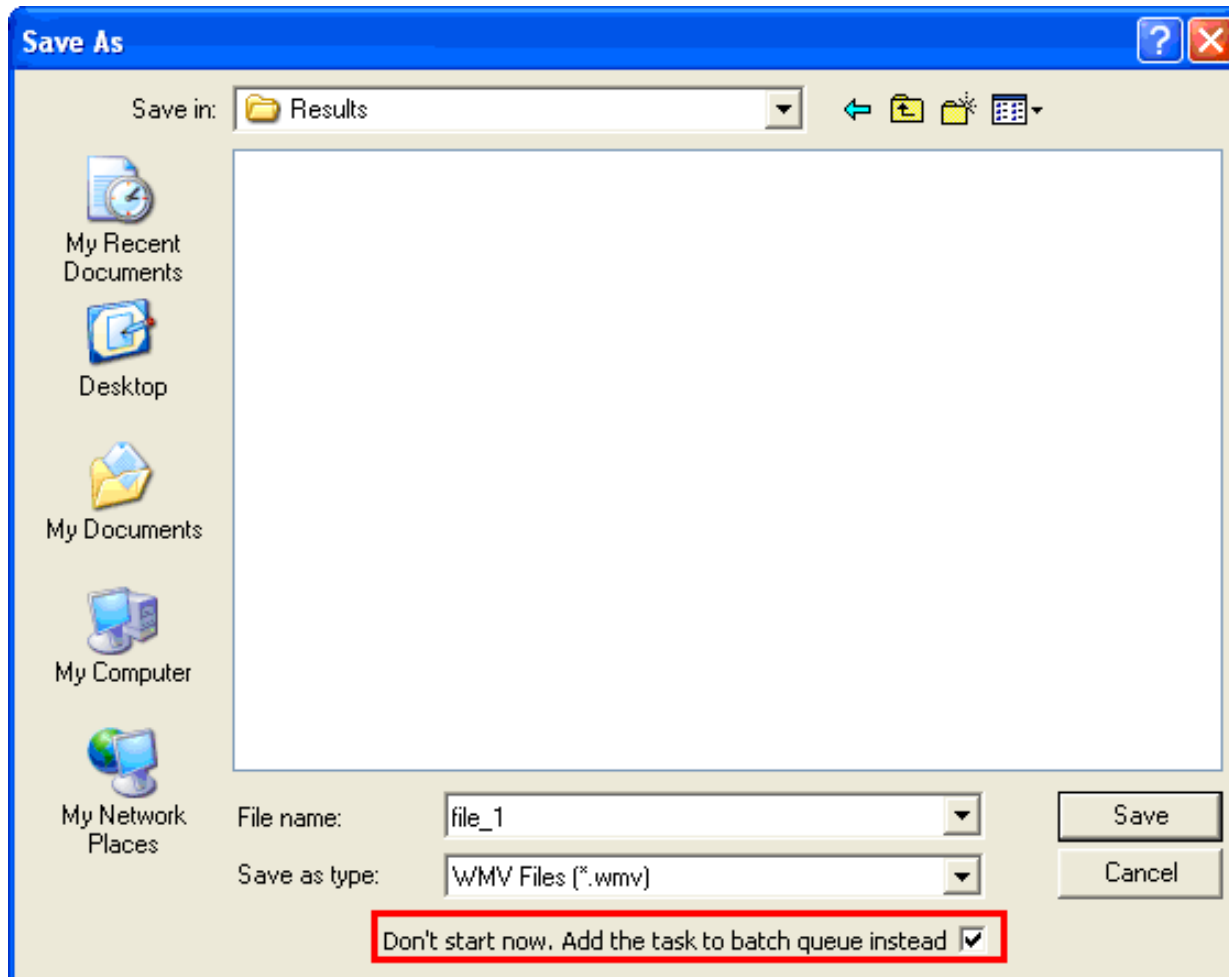 Save As
Save in: Results
My Recent
Documents
Desktop
My Documents
My Computer
My Network
Places
File name: file_1 Save
Save as type: WMV Files (*.wmv) Cancel
Don't start now. Add the task to batch queue instead